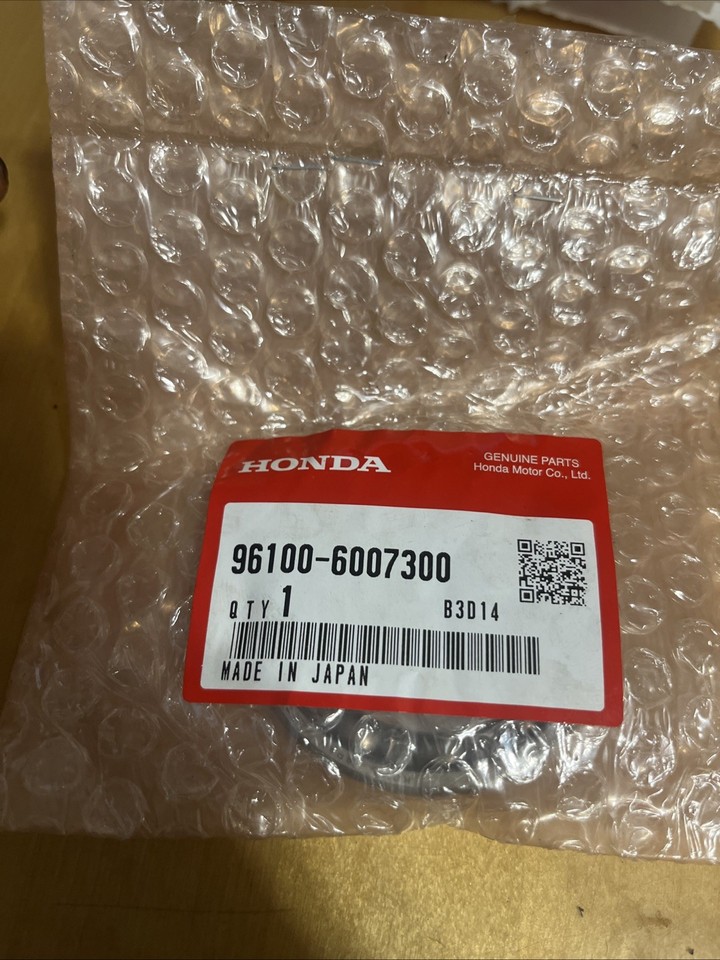 HONDA
GENUINE PARTS
Honda Motor Co., Ltd.
96100-6007300
QTY 1 B3D14
MADE IN JAPAN